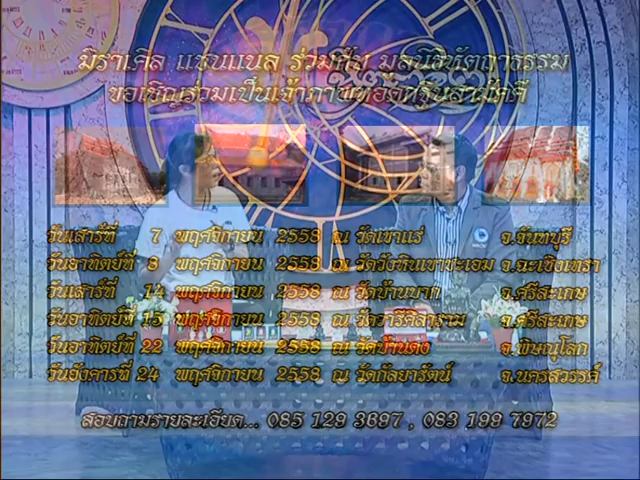 มิราเคิล แชนแนล ร่วมกับ มูลนิธิบัญญาธรรม
ขอเชิญร่วมเป็นเจ้าภาพทอดกฐินสามัคคี
วันเสาร์ที่ 7 พฤศจิกายน 2558 ณ วัดเขาแร่ จ.จันทบุรี
วันอาทิตย์ที่ 8 พฤศจิกายน 2558 ณ วัดวังหินเขาชะเอม จ.ฉะเชิงเทรา
วันเสาร์ที่ 14 พฤศจิกายน 2558 ณ วัดบ้านบาก จ.ศรีสะเกษ
วันอาทิตย์ที่ 15 พฤศจิกายน 2558 ณ จ.ศรีสะเกษ
วันอาทิตย์ที่ 22 พฤศจิกายน 2558 ณ วัดบ้านดง จ.พิษณุโลก
วันอังคารที่ 24 พฤศจิกายน 2558 ณ วัดกัลยารัตน์ จ.นครสวรรค์
สอบถามรายละเอียด... 085 129 3697 , 083 199 7972